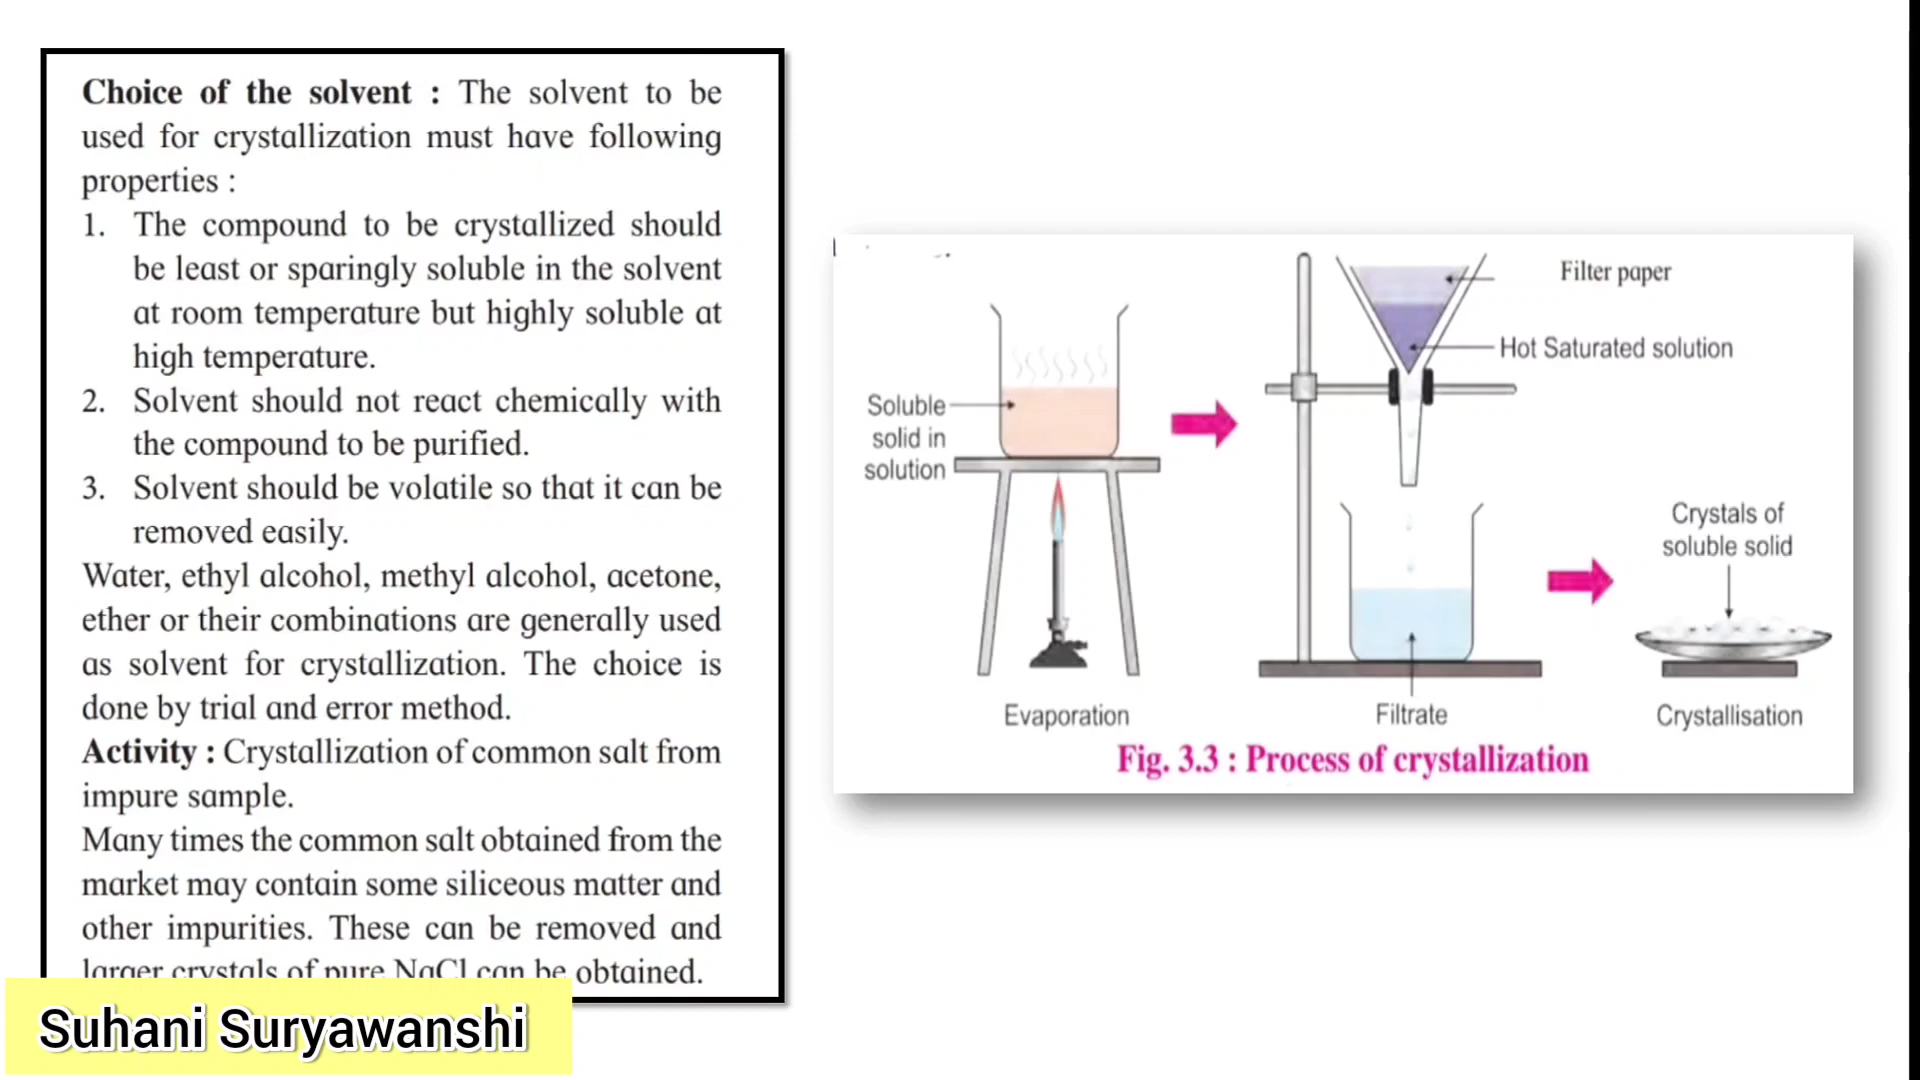 Choice of the solvent : The solvent to be
used for crystallization must have following
properties :
1. The compound to be crystallized should
be least or sparingly soluble in the solvent
at room temperature but highly soluble at
high temperature.
2. Solvent should not react chemically with
the compound to be purified.
3. Solvent should be volatile so that it can be
removed easily.
Water, ethyl alcohol, methyl alcohol, acetone,
ether or their combinations are generally used
as solvent for crystallization. The choice is
done by trial and error method.
Activity : Crystallization of common salt from
impure sample.
Many times the common salt obtained from the
market may contain some siliceous matter and
other impurities. These can be removed and
larger crystals of pure NaCl can be obtained.
Suhani Suryawanshi
Filter paper
Hot Saturated solution
Soluble
solid in
solution
Crystals of
soluble solid
Evaporation
Filtrate
Crystallisation
Fig. 3.3 : Process of crystallization